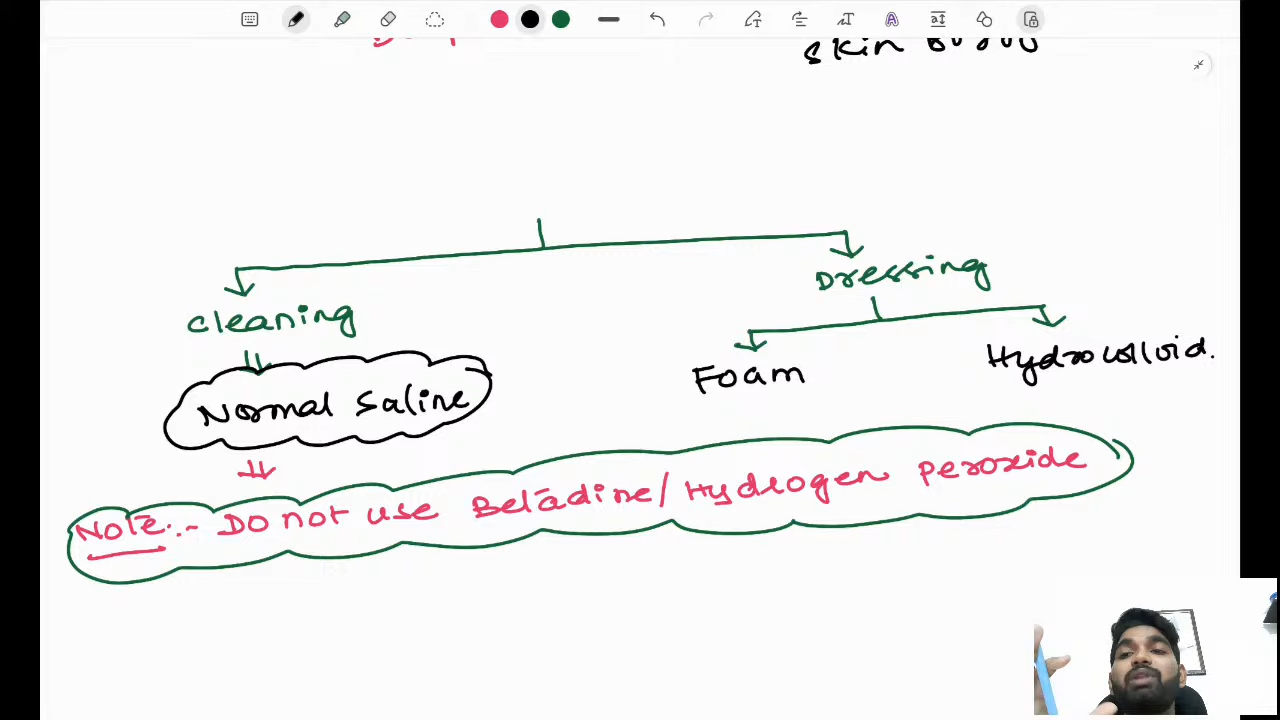 skin
Dressing
Cleaning
Foam
Hydrocolloid.
Normal Saline
Note:- Do not use Betadine/Hydrogen peroxide